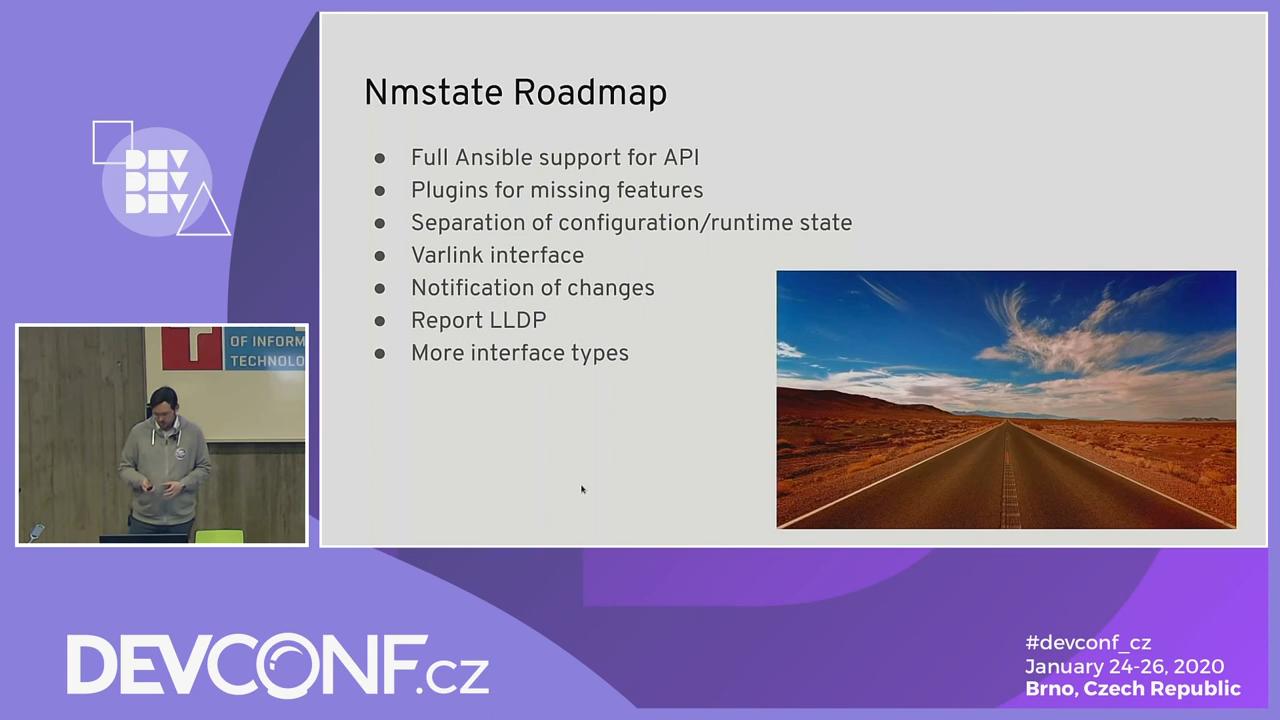 Nmstate Roadmap
Full Ansible support for API
Plugins for missing features
Separation of configuration/runtime state
Varlink interface
Notification of changes
Report LLDP
More interface types
DEV
DEV
DEV
OF INFORM
TECHNOLO
DEVCONF.cz
#devconf_cz
January 24-26, 2020
Brno, Czech Republic